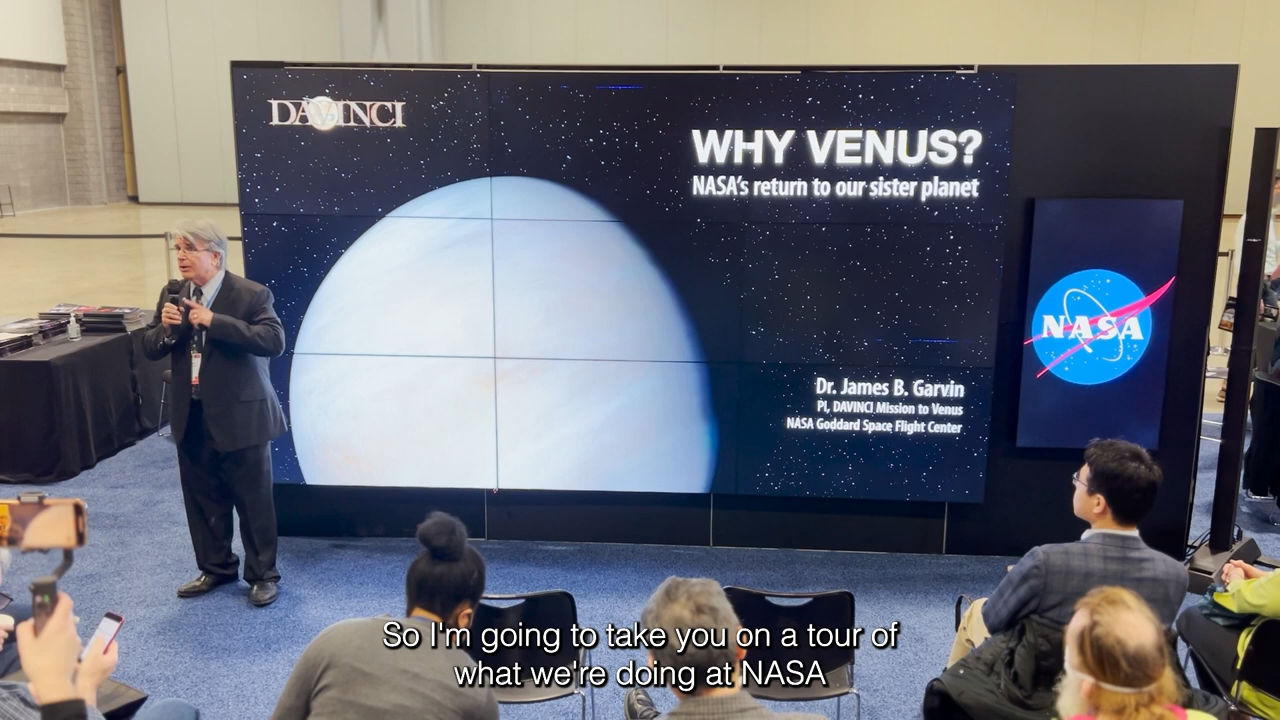 DAVINCI
WHY VENUS?
NASA's return to our sister planet
NASA
Dr. James B. Garvin
PI, DAVINCI Mission to Venus
NASA Goddard Space Flight Center
So I'm going to take you on a tour of
what we're doing at NASA